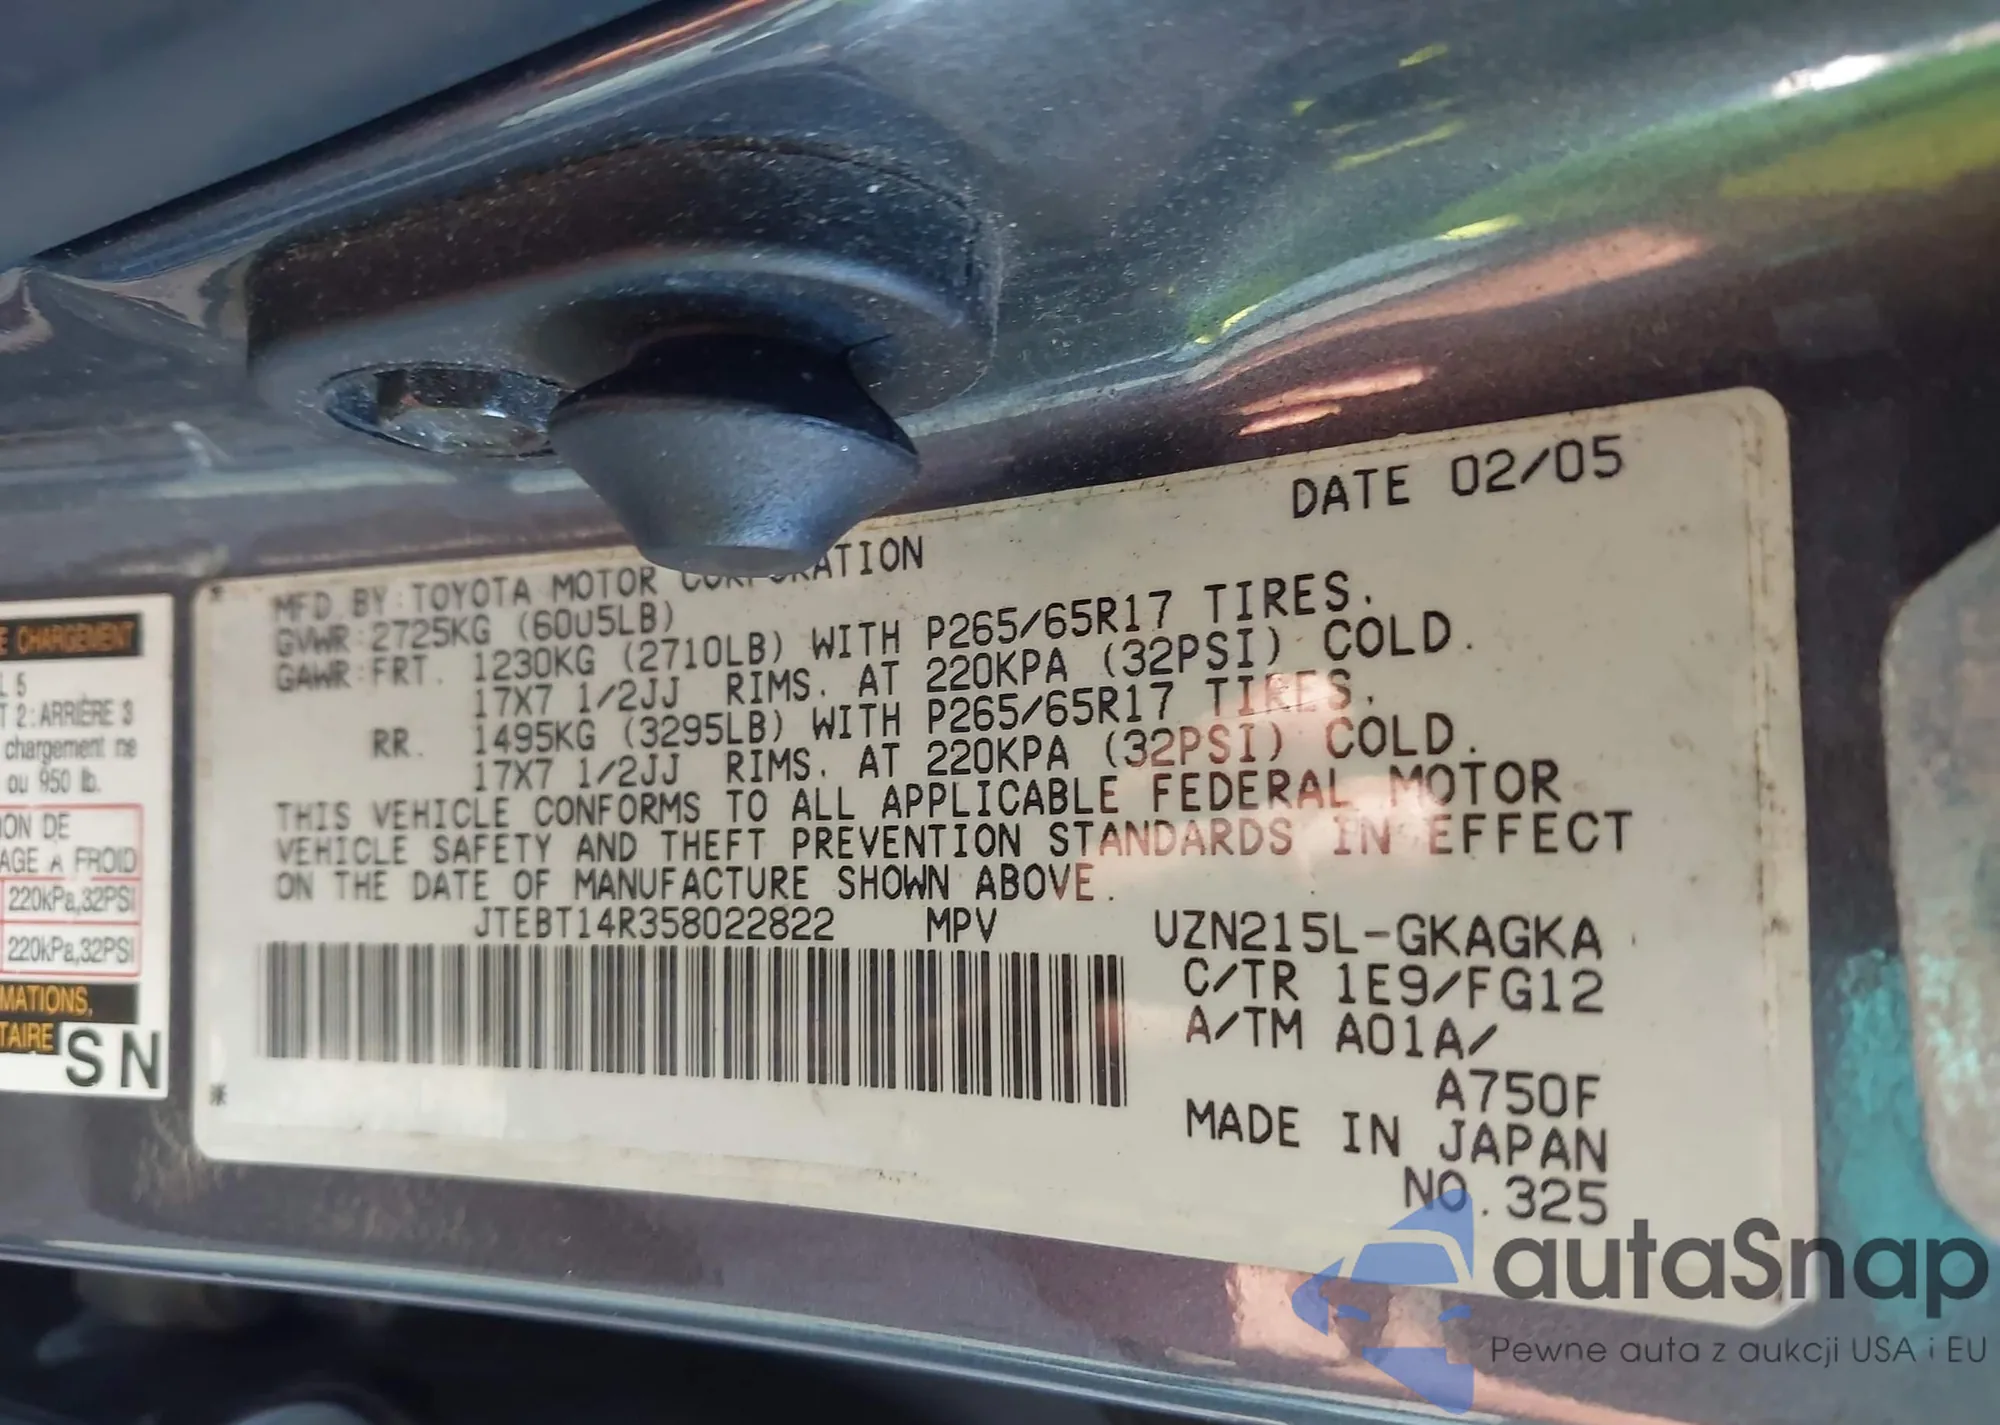 DATE 02/05
MFD BY:TOYOTA MOTOR CORPORATION
GVWR:2725KG (6005LB)
GAWR:FRT. 1230KG (2710LB) WITH P265/65R17 TIRES.
17X7 1/2JJ RIMS. AT 220KPA (32PSI) COLD.
RR. 1495KG (3295LB) WITH P265/65R17 TIRES.
17X7 1/2JJ RIMS. AT 220KPA (32PSI) COLD.
THIS VEHICLE CONFORMS TO ALL APPLICABLE FEDERAL MOTOR
VEHICLE SAFETY AND THEFT PREVENTION STANDARDS IN EFFECT
ON THE DATE OF MANUFACTURE SHOWN ABOVE.
JTEBT14R358022822 MPV UZN215L-GKAGKA
C/TR 1E9/FG12
A/TM A01A/
A750F
MADE IN JAPAN
NO.325
E CHARGEMENT
L 5
T 2:ARRIÈRE 3
chargement ne
ou 950 lb.
ION DE
AGE À FROID
220kPa,32PSI
220kPa,32PSI
MATIONS,
TAIRE
SN
autaSnap
Pewne auta z aukcji USA i EU